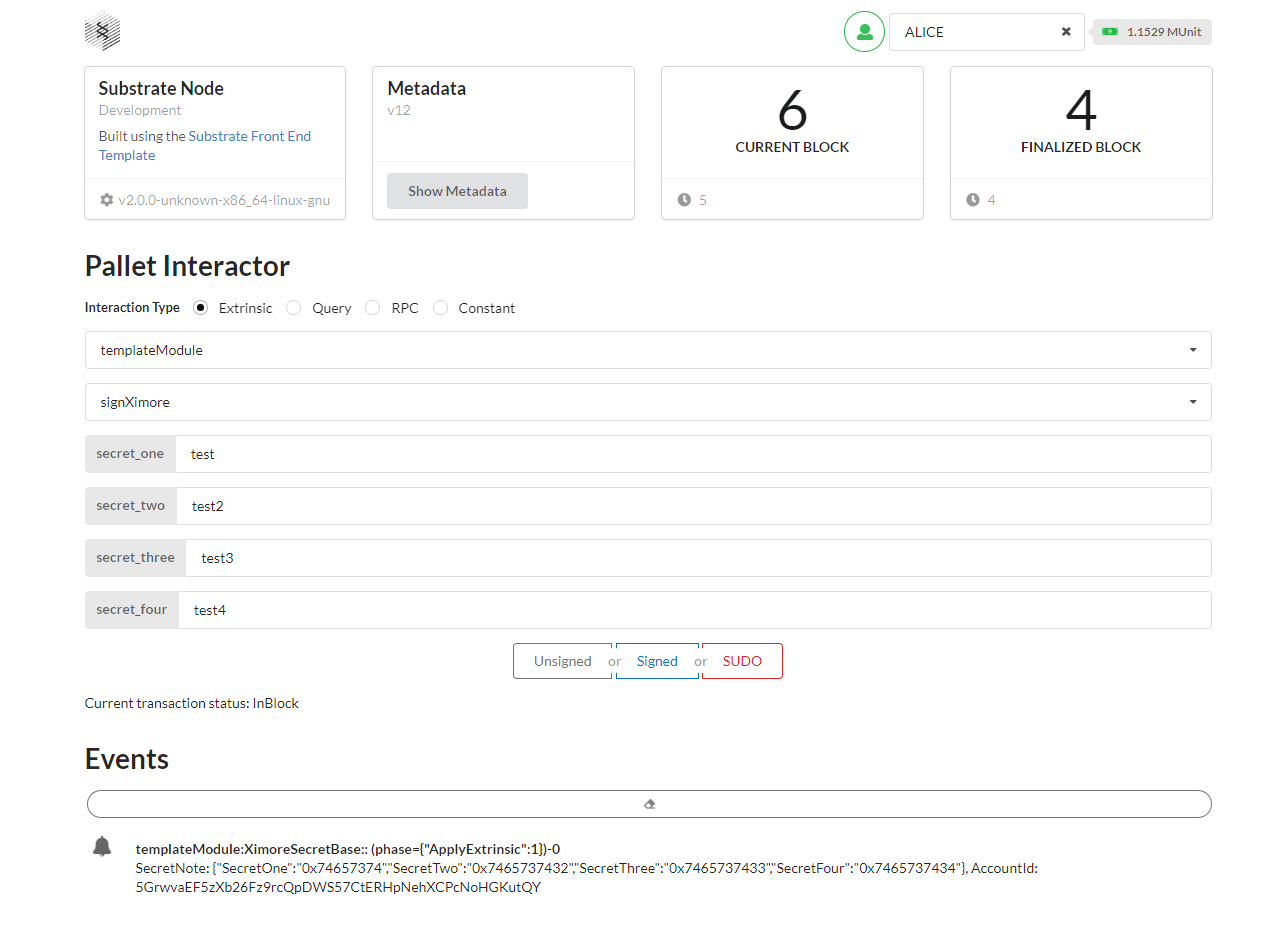 ALICE
1.1529 MUnit
Substrate Node
Development
Built using the Substrate Front End
Template
v2.0.0-unknown-x86_64-linux-gnu
Metadata
v12
Show Metadata
6
CURRENT BLOCK
5
4
FINALIZED BLOCK
4
Pallet Interactor
Interaction Type Extrinsic Query RPC Constant
templateModule
signXimore
secret_one test
secret_two test2
secret_three test3
secret_four test4
Unsigned or Signed or SUDO
Current transaction status: InBlock
Events
templateModule:XimoreSecretBase:: (phase={"ApplyExtrinsic":1})-0
SecretNote: {"SecretOne":"0x74657374","SecretTwo":"0x7465737432","SecretThree":"0x7465737433","SecretFour":"0x7465737434"}, AccountId:
5GrwvaEF5zXb26Fz9rcQpDWS57CtERHpNehXCPcNoHGKutQY